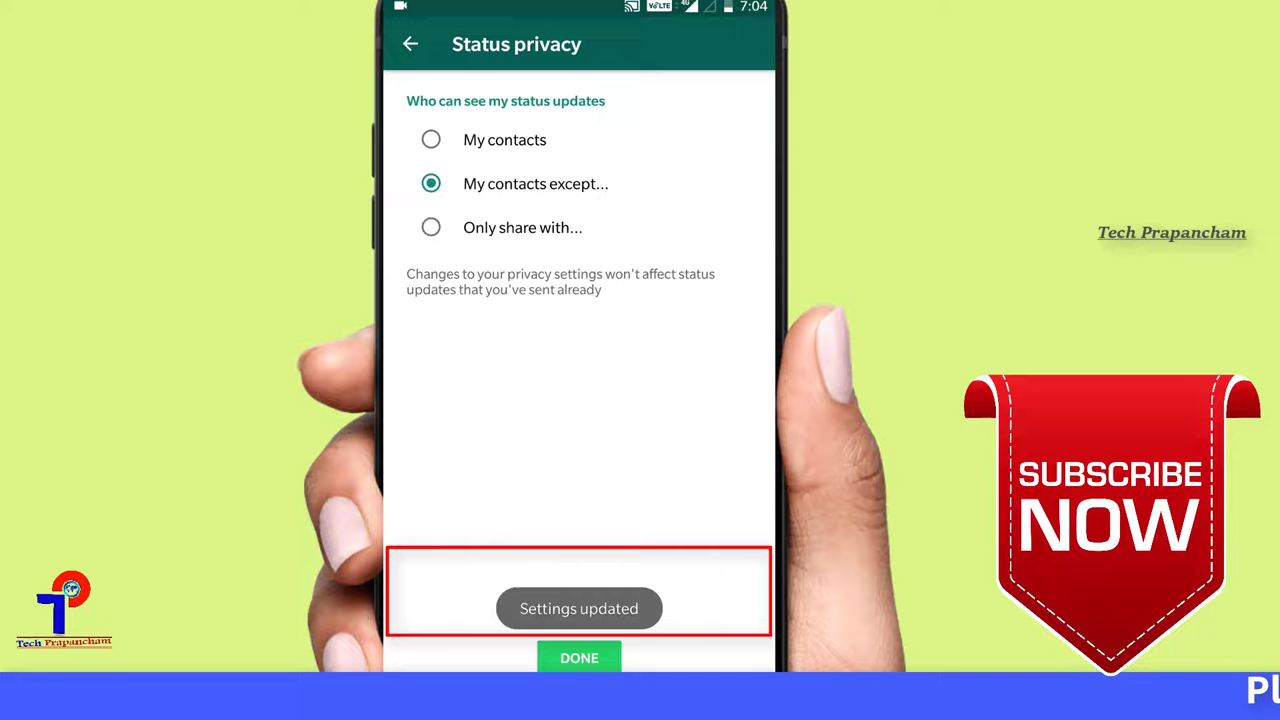 VoLTE 4G 7:04
Status privacy
Who can see my status updates
My contacts
My contacts except...
Only share with...
Changes to your privacy settings won't affect status
updates that you've sent already
Settings updated
DONE
Tech Prapancham
SUBSCRIBE
NOW
Tech Prapancham